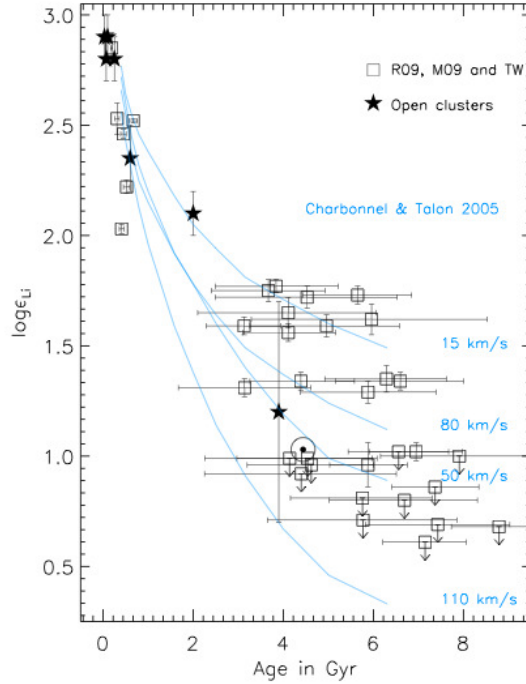 3.0
2.5
2.0
1.5
1.0
0.5
logεLi
R09, M09 and TW
Open clusters
Charbonnel & Talon 2005
15 km/s
80 km/s
50 km/s
110 km/s
0 2 4 6 8
Age in Gyr